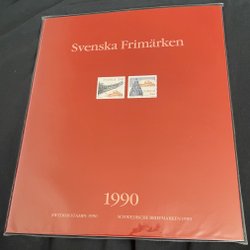 Svenska Frimärken
1990
SWEDISH STAMPS 1990
SCHWEDISCHE BRIEFMARKEN 1990